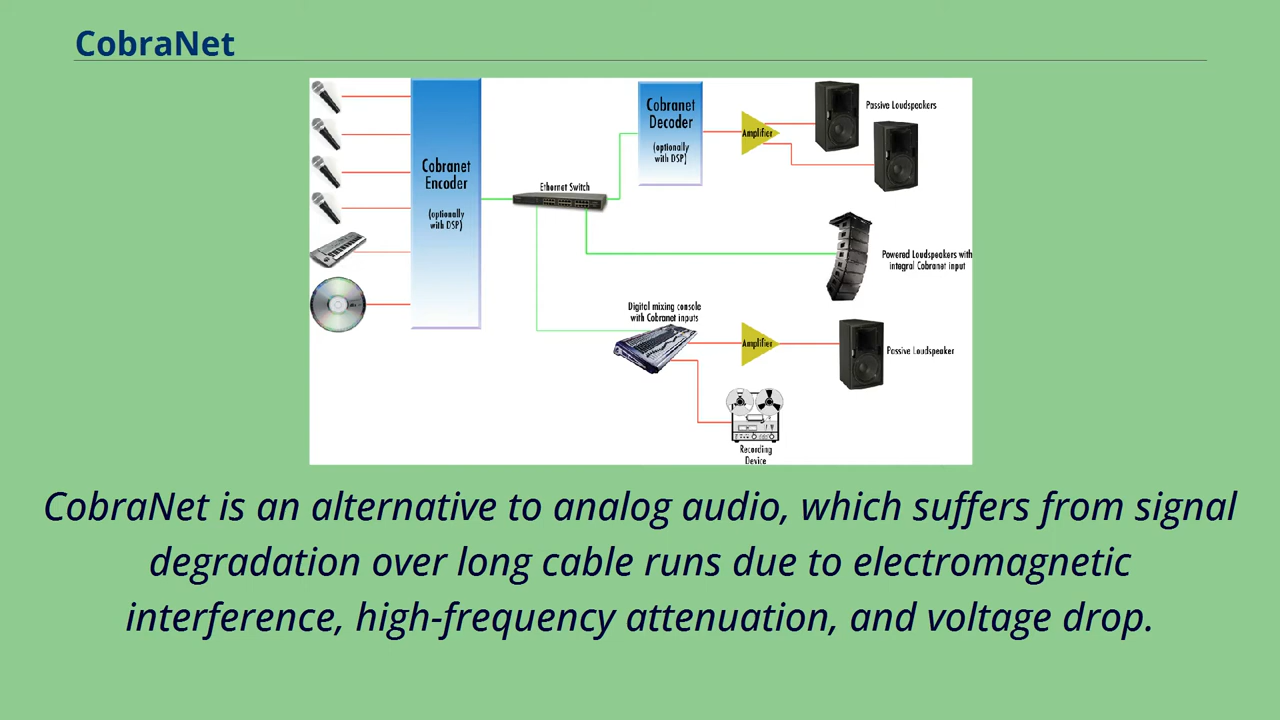 CobraNet
Cobranet
Encoder
(optionally
with DSP)
Ethernet Switch
Cobranet
Decoder
(optionally
with DSP)
Amplifier
Passive Loudspeakers
Powered Loudspeakers with
integral Cobranet input
Digital mixing console
with Cobranet inputs
Amplifier
Passive Loudspeaker
Recording
Device
CobraNet is an alternative to analog audio, which suffers from signal
degradation over long cable runs due to electromagnetic
interference, high-frequency attenuation, and voltage drop.